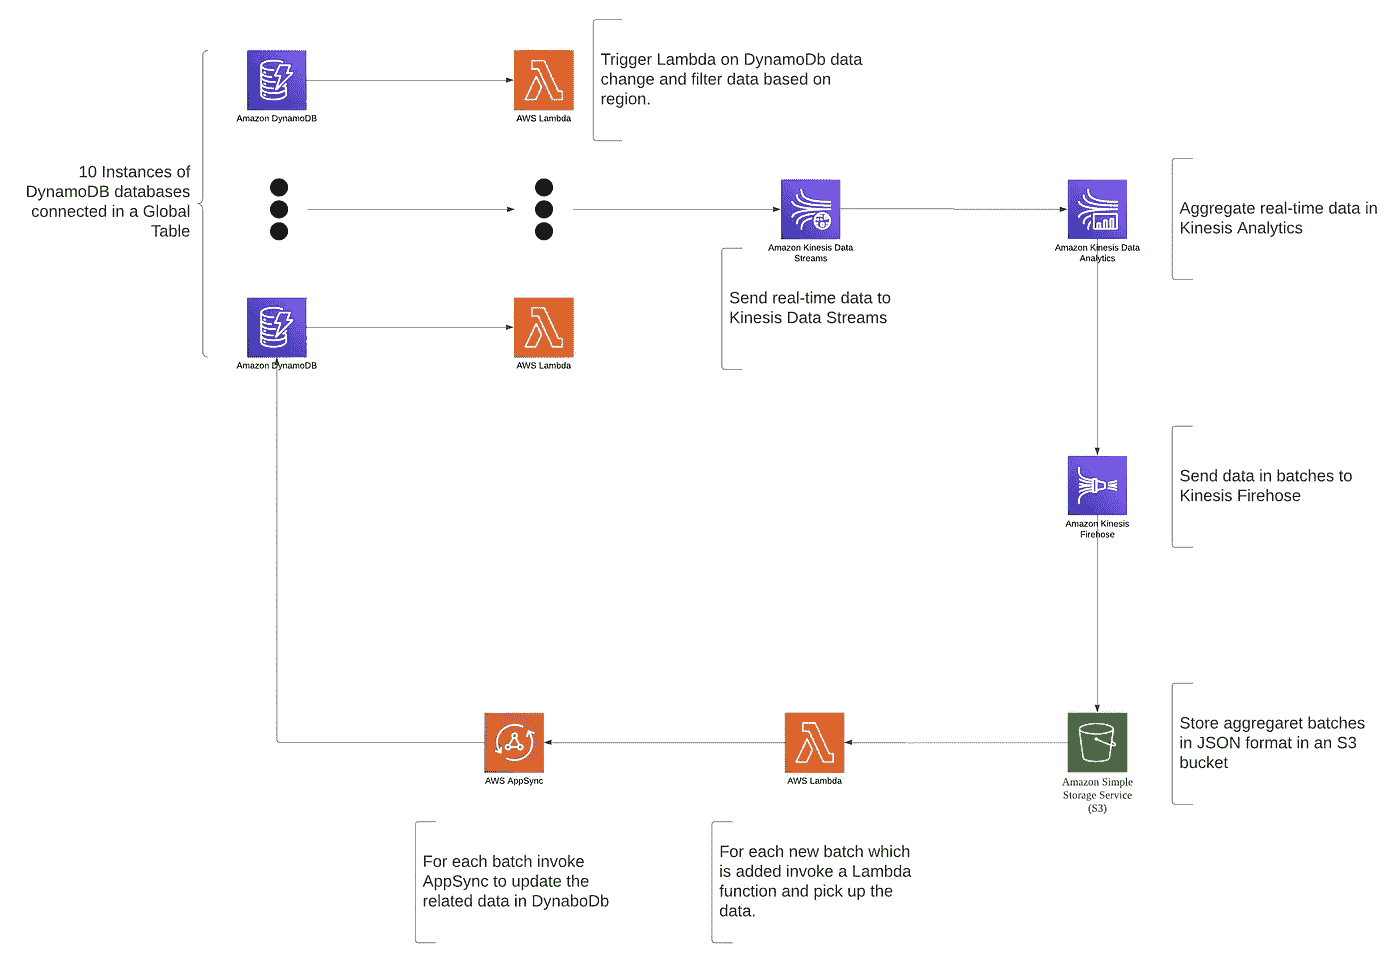 Amazon DynamoDB
AWS Lambda
Trigger Lambda on DynamoDb data
change and filter data based on
region.
10 Instances of
DynamoDB databases
connected in a Global
Table
Amazon Kinesis Data
Streams
Amazon Kinesis Data
Analytics
Aggregate real-time data in
Kinesis Analytics
Send real-time data to
Kinesis Data Streams
Amazon DynamoDB
AWS Lambda
Amazon Kinesis
Firehose
Send data in batches to
Kinesis Firehose
AWS AppSync
AWS Lambda
Amazon Simple
Storage Service
(S3)
Store aggregaret batches
in JSON format in an S3
bucket
For each batch invoke
AppSync to update the
related data in DynaboDb
For each new batch which
is added invoke a Lambda
function and pick up the
data.